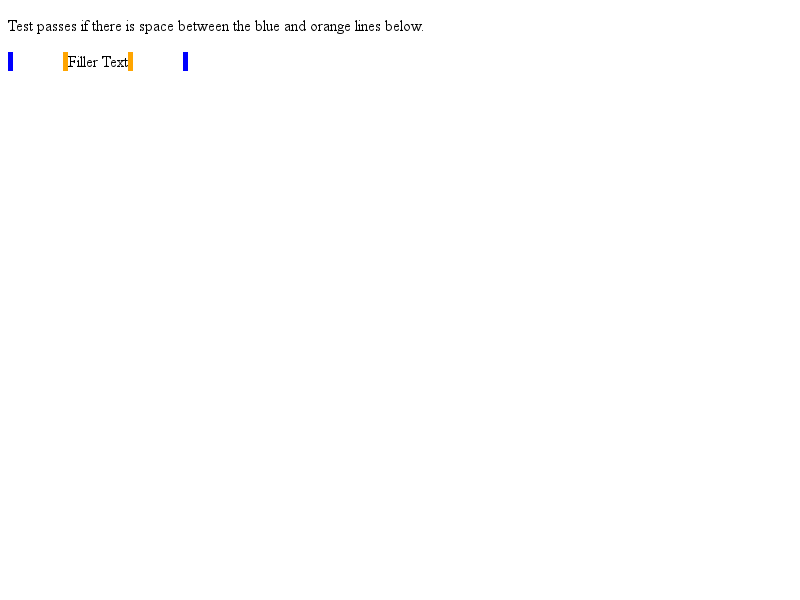 Test passes if there is space between the blue and orange lines below.
Filler Text